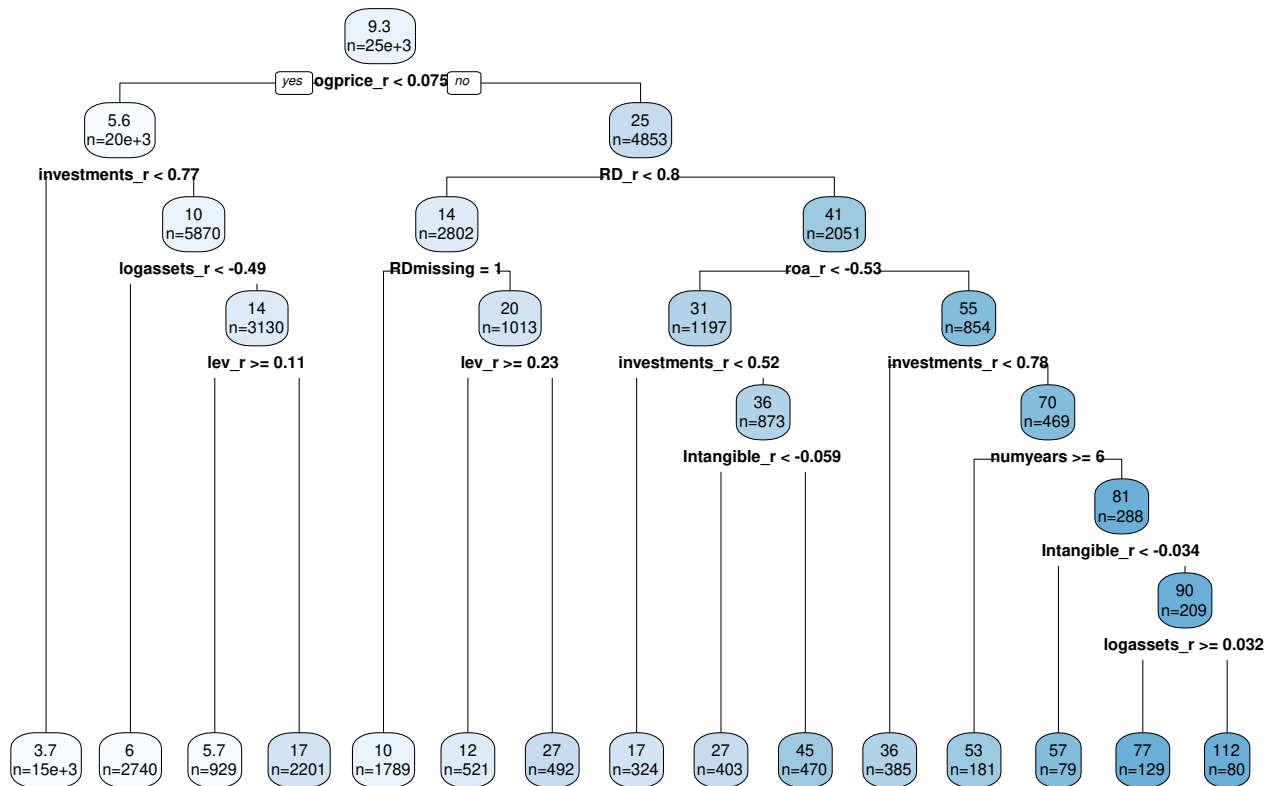 9.3
n=25e+3
yes ogprice_r < 0.075 no
5.6
n=20e+3
25
n=4853
investments_r < 0.77
RD_r < 0.8
10
n=5870
14
n=2802
41
n=2051
logassets_r < -0.49
RDmissing = 1
roa_r < -0.53
14
n=3130
20
n=1013
31
n=1197
55
n=854
lev_r >= 0.11
lev_r >= 0.23
investments_r < 0.52
investments_r < 0.78
36
n=873
70
n=469
Intangible_r < -0.059
numyears >= 6
81
n=288
Intangible_r < -0.034
90
n=209
logassets_r >= 0.032
3.7
n=15e+3
6
n=2740
5.7
n=929
17
n=2201
10
n=1789
12
n=521
27
n=492
17
n=324
27
n=403
45
n=470
36
n=385
53
n=181
57
n=79
77
n=129
112
n=80